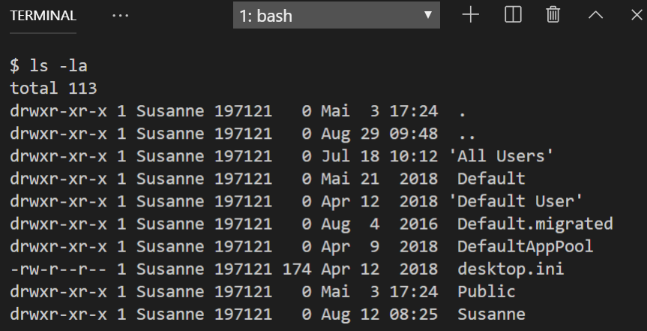 TERMINAL ... 1: bash
$ ls -la
total 113
drwxr-xr-x 1 Susanne 197121   0 Mai  3 17:24  .
drwxr-xr-x 1 Susanne 197121   0 Aug 29 09:48  ..
drwxr-xr-x 1 Susanne 197121   0 Jul 18 10:12 'All Users'
drwxr-xr-x 1 Susanne 197121   0 Mai 21  2018  Default
drwxr-xr-x 1 Susanne 197121   0 Apr 12  2018 'Default User'
drwxr-xr-x 1 Susanne 197121   0 Aug  4  2016  Default.migrated
drwxr-xr-x 1 Susanne 197121   0 Apr  9  2018  DefaultAppPool
-rw-r--r-- 1 Susanne 197121 174 Apr 12  2018  desktop.ini
drwxr-xr-x 1 Susanne 197121   0 Mai  3 17:24  Public
drwxr-xr-x 1 Susanne 197121   0 Aug 12 08:25  Susanne